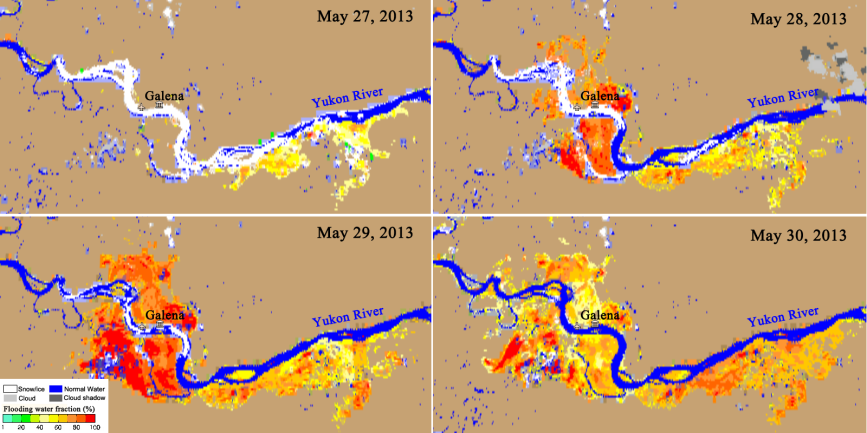 May 27, 2013
Galena
Yukon River
May 28, 2013
Galena
Yukon River
May 29, 2013
Galena
Yukon River
May 30, 2013
Galena
Yukon River
Snow/ice Normal Water
Cloud Cloud shadow
Flooding water fraction (%)
1 20 40 60 80 100